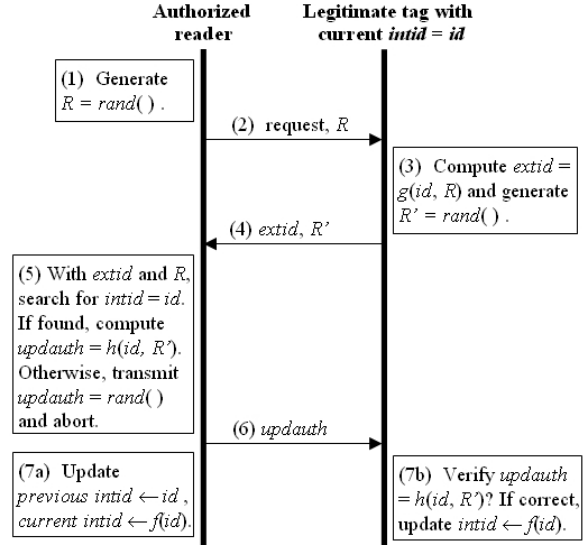 Authorized
reader
Legitimate tag with
current intid = id
(1) Generate
R = rand( ) .
(2) request, R
(3) Compute extid =
g(id, R) and generate
R’ = rand( ) .
(4) extid, R’
(5) With extid and R,
search for intid = id.
If found, compute
updauth = h(id, R’).
Otherwise, transmit
updauth = rand( )
and abort.
(6) updauth
(7a) Update
previous intid ←id ,
current intid ← f(id).
(7b) Verify updauth
= h(id, R’)? If correct,
update intid ← f(id).